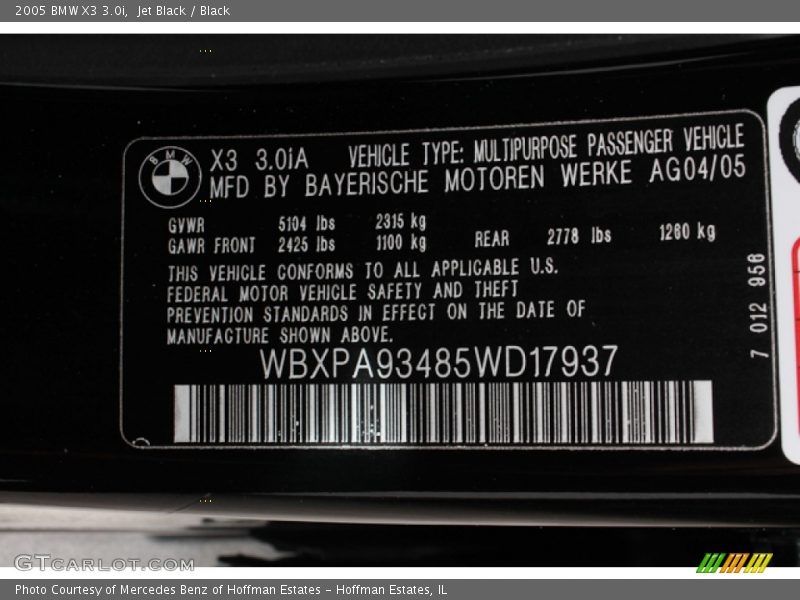 2005 BMW X3 3.0i, Jet Black / Black
BMW
X3 3.0iA VEHICLE TYPE: MULTIPURPOSE PASSENGER VEHICLE
MFD BY BAYERISCHE MOTOREN WERKE AG04/05
GVWR 5104 lbs 2315 kg
GAWR FRONT 2425 lbs 1100 kg REAR 2778 lbs 1260 kg
THIS VEHICLE CONFORMS TO ALL APPLICABLE U.S.
FEDERAL MOTOR VEHICLE SAFETY AND THEFT
PREVENTION STANDARDS IN EFFECT ON THE DATE OF
MANUFACTURE SHOWN ABOVE.
WBXPA93485WD17937
7 012 956
GTCARLOT.COM
Photo Courtesy of Mercedes Benz of Hoffman Estates - Hoffman Estates, IL